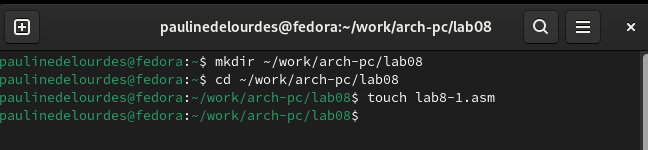 paulinedelourdes@fedora:~/work/arch-pc/lab08
paulinedelourdes@fedora:~$ mkdir ~/work/arch-pc/lab08
paulinedelourdes@fedora:~$ cd ~/work/arch-pc/lab08
paulinedelourdes@fedora:~/work/arch-pc/lab08$ touch lab8-1.asm
paulinedelourdes@fedora:~/work/arch-pc/lab08$